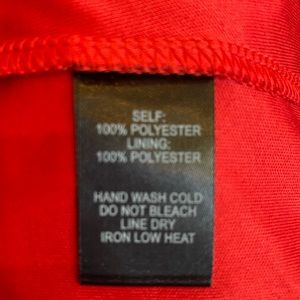 SELF:
100% POLYESTER
LINING:
100% POLYESTER
HAND WASH COLD
DO NOT BLEACH
LINE DRY
IRON LOW HEAT